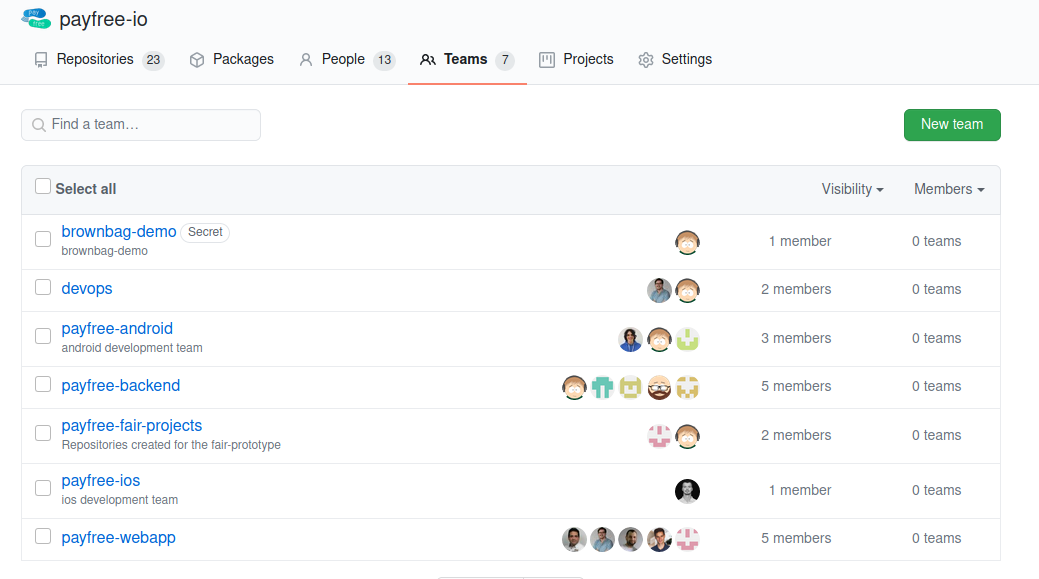 pay
free
payfree-io
Repositories 23 Packages People 13 Teams 7 Projects Settings
Find a team…
New team
Select all Visibility Members
brownbag-demo Secret
brownbag-demo
1 member 0 teams
devops 2 members 0 teams
payfree-android
android development team
3 members 0 teams
payfree-backend 5 members 0 teams
payfree-fair-projects
Repositories created for the fair-prototype
2 members 0 teams
payfree-ios
ios development team
1 member 0 teams
payfree-webapp 5 members 0 teams